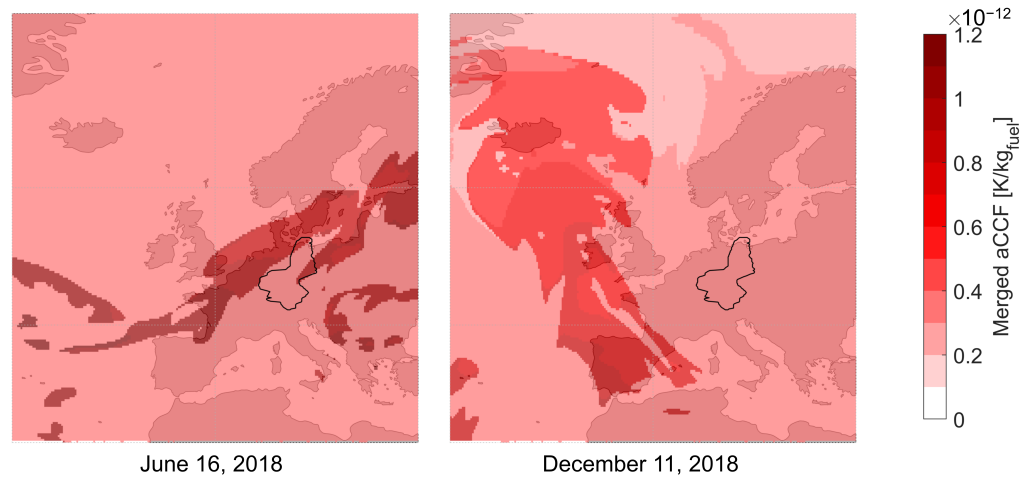 ×10⁻¹²
1.2
1
0.8
0.6
0.4
0.2
0
Merged aCCF [K/kg_fuel]
June 16, 2018
December 11, 2018